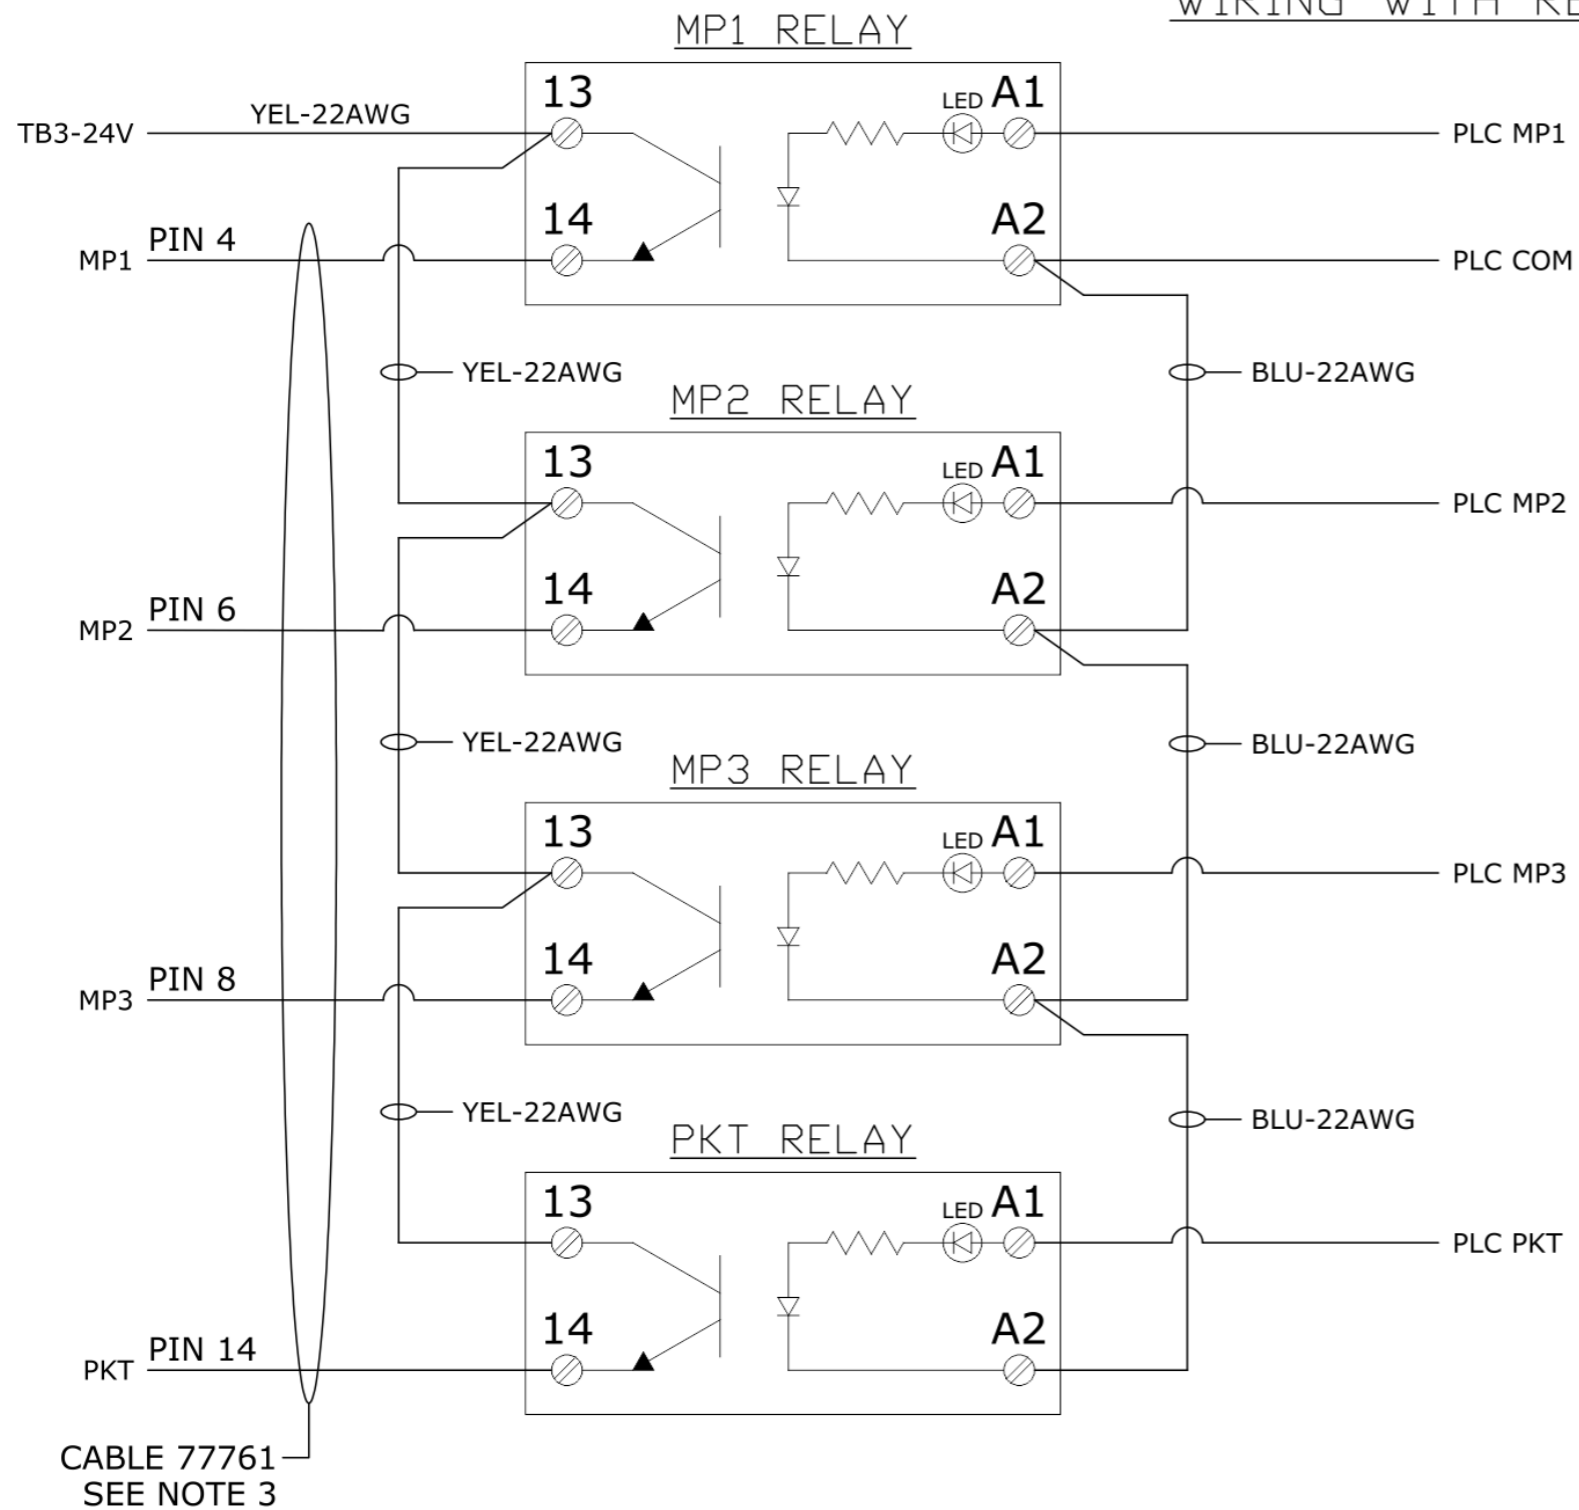 WIRING WITH
MP1 RELAY
13
LED A1
TB3-24V
YEL-22AWG
PLC MP1
14
A2
MP1
PIN 4
PLC COM
YEL-22AWG
BLU-22AWG
MP2 RELAY
13
LED A1
PLC MP2
14
A2
MP2
PIN 6
YEL-22AWG
BLU-22AWG
MP3 RELAY
13
LED A1
PLC MP3
14
A2
MP3
PIN 8
YEL-22AWG
BLU-22AWG
PKT RELAY
13
LED A1
PLC PKT
14
A2
PKT
PIN 14
CABLE 77761
SEE NOTE 3